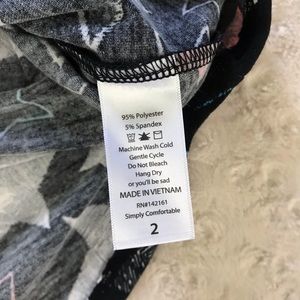 95% Polyester
5% Spandex
Machine Wash Cold
Gentle Cycle
Do Not Bleach
Hang Dry
or you'll be sad
MADE IN VIETNAM
RN#142161
Simply Comfortable
2